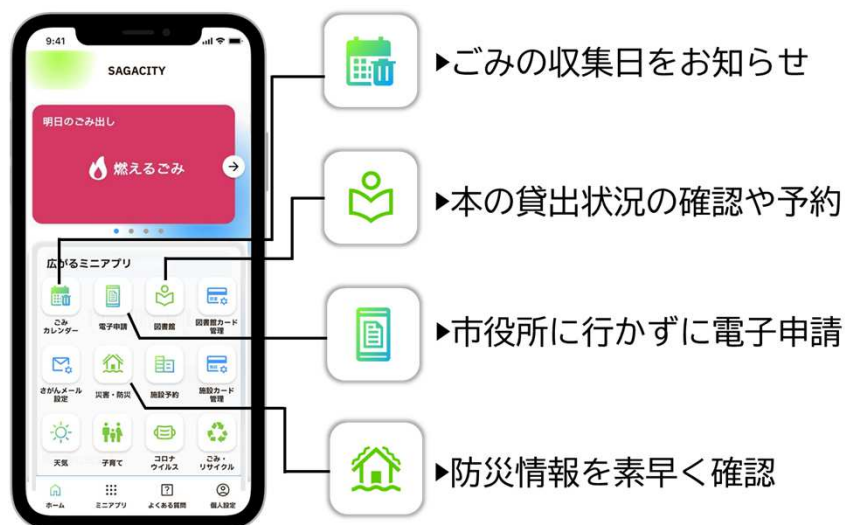 9:41
SAGACITY
明日のごみ出し
燃えるごみ
広がるミニアプリ
ごみ
カレンダー
電子申請
図書館
図書館カード
管理
さがんメール
設定
災害・防災
施設予約
施設カード
管理
天気
子育て
コロナ
ウイルス
ごみ・
リサイクル
ホーム
ミニアプリ
よくある質問
個人設定
▶ごみの収集日をお知らせ
▶本の貸出状況の確認や予約
▶市役所に行かずに電子申請
▶防災情報を素早く確認